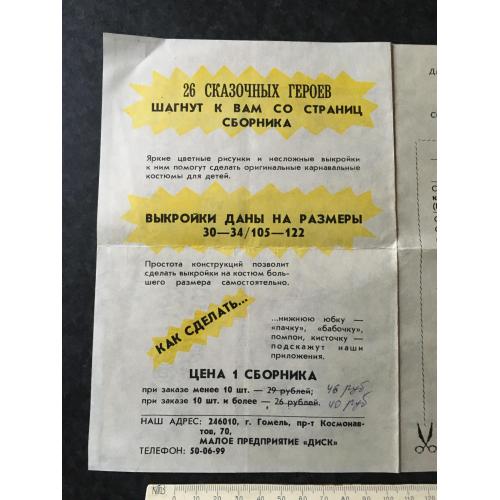 26 СКАЗОЧНЫХ ГЕРОЕВ
ШАГНУТ К ВАМ СО СТРАНИЦ
СБОРНИКА
Яркие цветные рисунки и несложные выкройки
к ним помогут сделать оригинальные карнавальные
костюмы для детей.
ВЫКРОЙКИ ДАНЫ НА РАЗМЕРЫ
30—34/105—122
Простота конструкций позволит
сделать выкройки на костюм боль-
шего размера самостоятельно.
КАК СДЕЛАТЬ...
...нижнюю юбку —
«пачку», «бабочку»,
помпон, кисточку —
подскажут наши
приложения.
ЦЕНА 1 СБОРНИКА
при заказе менее 10 шт. — 29 рублей; 46 руб
при заказе 10 шт. и более — 26 рублей. 40 руб
НАШ АДРЕС: 246010, г. Гомель, пр-т Космонав-
тов, 70,
МАЛОЕ ПРЕДПРИЯТИЕ «ДИСК»
ТЕЛЕФОН: 50-06-99